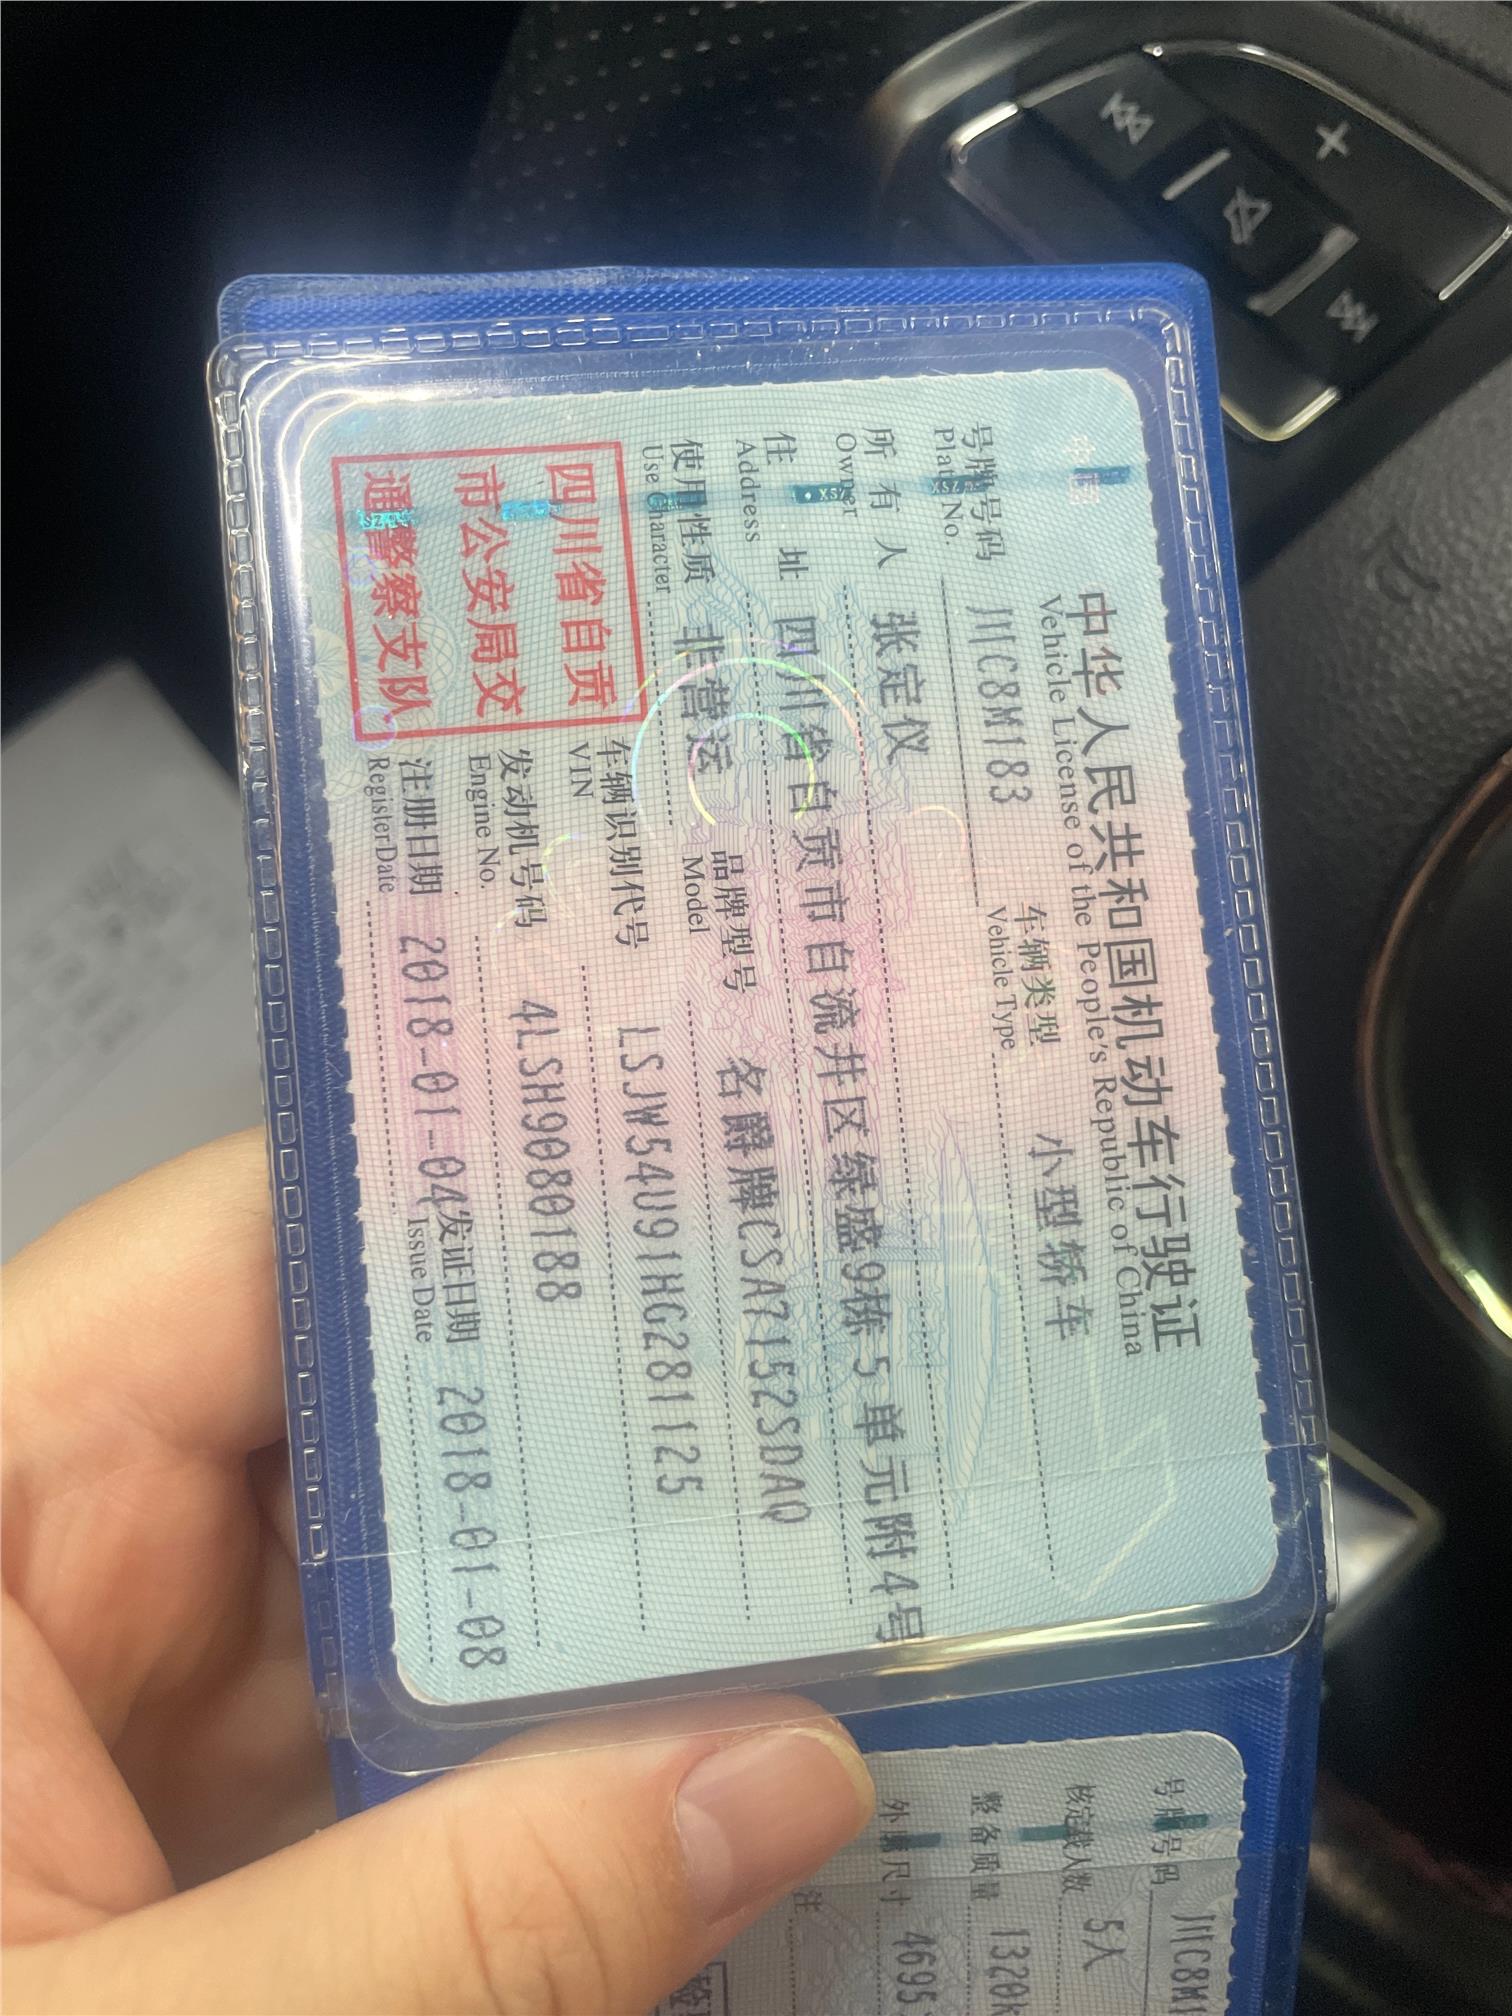 中华人民共和国机动车行驶证
Vehicle License of the People's Republic of China
号牌号码 川C8M183 车辆类型 小型轿车
Plate No. Vehicle Type
所有人 张定仪
Owner
住址 四川省自贡市自流井区绿盛9栋5单元附4号
Address
使用性质 非营运 品牌型号 名爵牌CSA7152SDAQ
Use Character Model
四川省自贡
市公安局交
通警察支队
车辆识别代号 LSJW54U91HG281125
VIN
发动机号码 4LSH9080188
Engine No.
注册日期 2018-01-04 发证日期 2018-01-08
Register Date Issue Date
号牌号码 川C8M1
核定载人数 5人
整备质量 1320k
外廓尺寸 4695
注